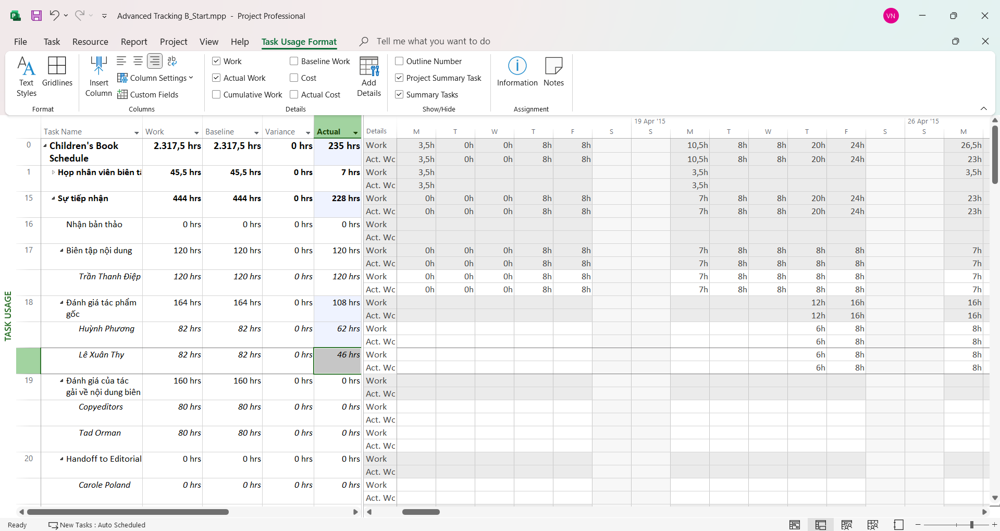 Advanced Tracking B_Start.mpp - Project Professional
VN
File Task Resource Report Project View Help Task Usage Format Tell me what you want to do
Text Styles
Gridlines
Format
Insert Column
Column Settings
Custom Fields
Columns
Work
Actual Work
Cumulative Work
Baseline Work
Cost
Actual Cost
Add Details
Details
Outline Number
Project Summary Task
Summary Tasks
Show/Hide
Information
Notes
Assignment
19 Apr '15 26 Apr '15
Task Name Work Baseline Variance Actual Details M T W T F S S M T W T F S S M
0 Children's Book Schedule 2.317,5 hrs 2.317,5 hrs 0 hrs 235 hrs Work 3,5h 0h 0h 8h 8h 10,5h 8h 8h 20h 24h 26,5h
Act. Wc 3,5h 0h 0h 8h 8h 10,5h 8h 8h 20h 24h 23h
1 Họp nhân viên biên tậ 45,5 hrs 45,5 hrs 0 hrs 7 hrs Work 3,5h 3,5h 3,5h
Act. Wc 3,5h 3,5h
15 Sự tiếp nhận 444 hrs 444 hrs 0 hrs 228 hrs Work 0h 0h 0h 8h 8h 7h 8h 8h 20h 24h 23h
Act. Wc 0h 0h 0h 8h 8h 7h 8h 8h 20h 24h 23h
16 Nhận bản thảo 0 hrs 0 hrs 0 hrs 0 hrs Work
Act. Wc
17 Biên tập nội dung 120 hrs 120 hrs 0 hrs 120 hrs Work 0h 0h 0h 8h 8h 7h 8h 8h 8h 8h 7h
Act. Wc 0h 0h 0h 8h 8h 7h 8h 8h 8h 8h 7h
Trần Thanh Điệp 120 hrs 120 hrs 0 hrs 120 hrs Work 0h 0h 0h 8h 8h 7h 8h 8h 8h 8h 7h
Act. Wc 0h 0h 0h 8h 8h 7h 8h 8h 8h 8h 7h
18 Đánh giá tác phẩm gốc 164 hrs 164 hrs 0 hrs 108 hrs Work 12h 16h 16h
Act. Wc 12h 16h 16h
Huỳnh Phương 82 hrs 82 hrs 0 hrs 62 hrs Work 6h 8h 8h
Act. Wc 6h 8h 8h
Lê Xuân Thy 82 hrs 82 hrs 0 hrs 46 hrs Work 6h 8h 8h
Act. Wc 6h 8h 8h
19 Đánh giá của tác gải về nội dung biên 160 hrs 160 hrs 0 hrs 0 hrs Work
Act. Wc
Copyeditors 80 hrs 80 hrs 0 hrs 0 hrs Work
Act. Wc
Tad Orman 80 hrs 80 hrs 0 hrs 0 hrs Work
Act. Wc
20 Handoff to Editorial 0 hrs 0 hrs 0 hrs 0 hrs Work
Act. Wc
Carole Poland 0 hrs 0 hrs 0 hrs 0 hrs Work
Act. Wc
TASK USAGE
Ready New Tasks : Auto Scheduled